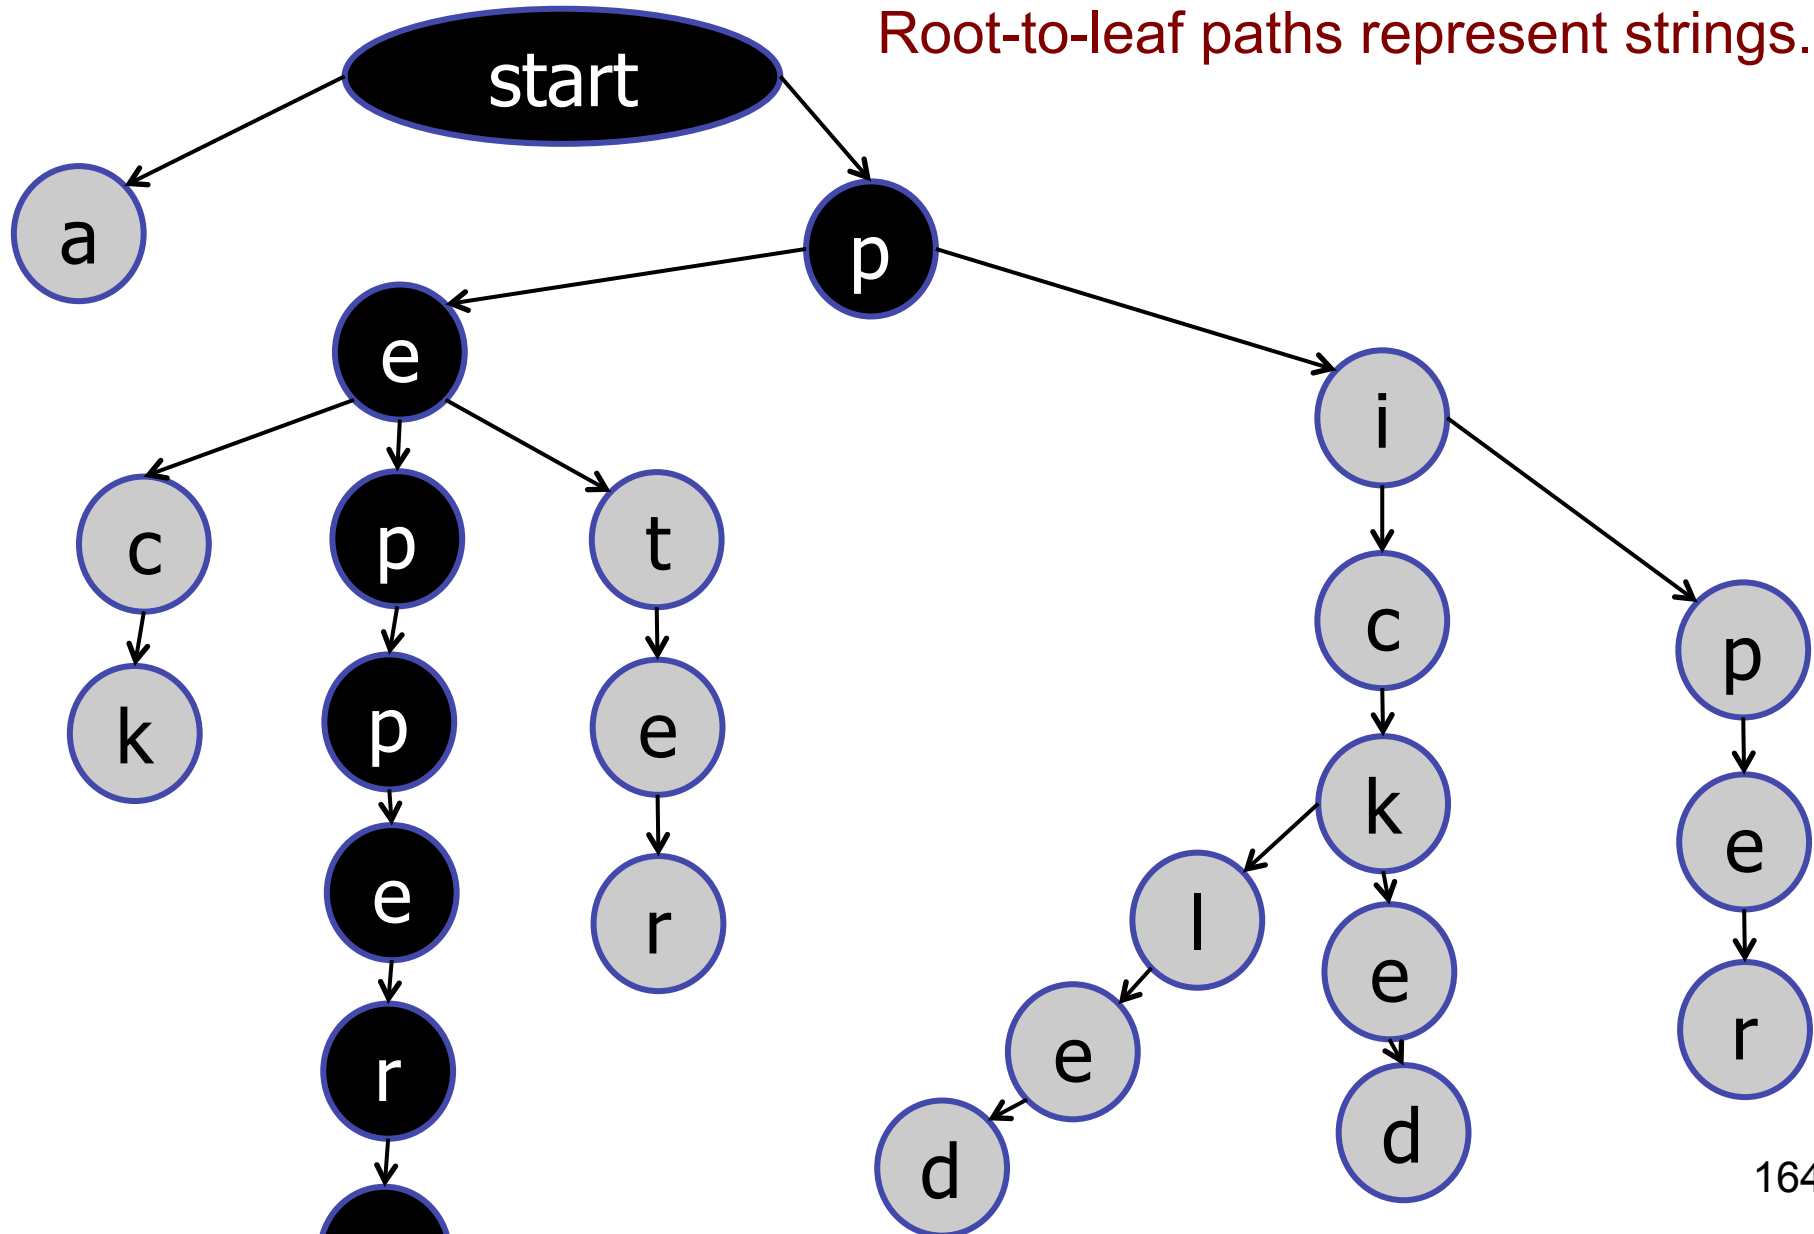 Root-to-leaf paths represent strings.
start
a
p
e
i
c
p
t
c
p
k
p
e
k
e
e
r
l
e
r
e
d
r
d
164